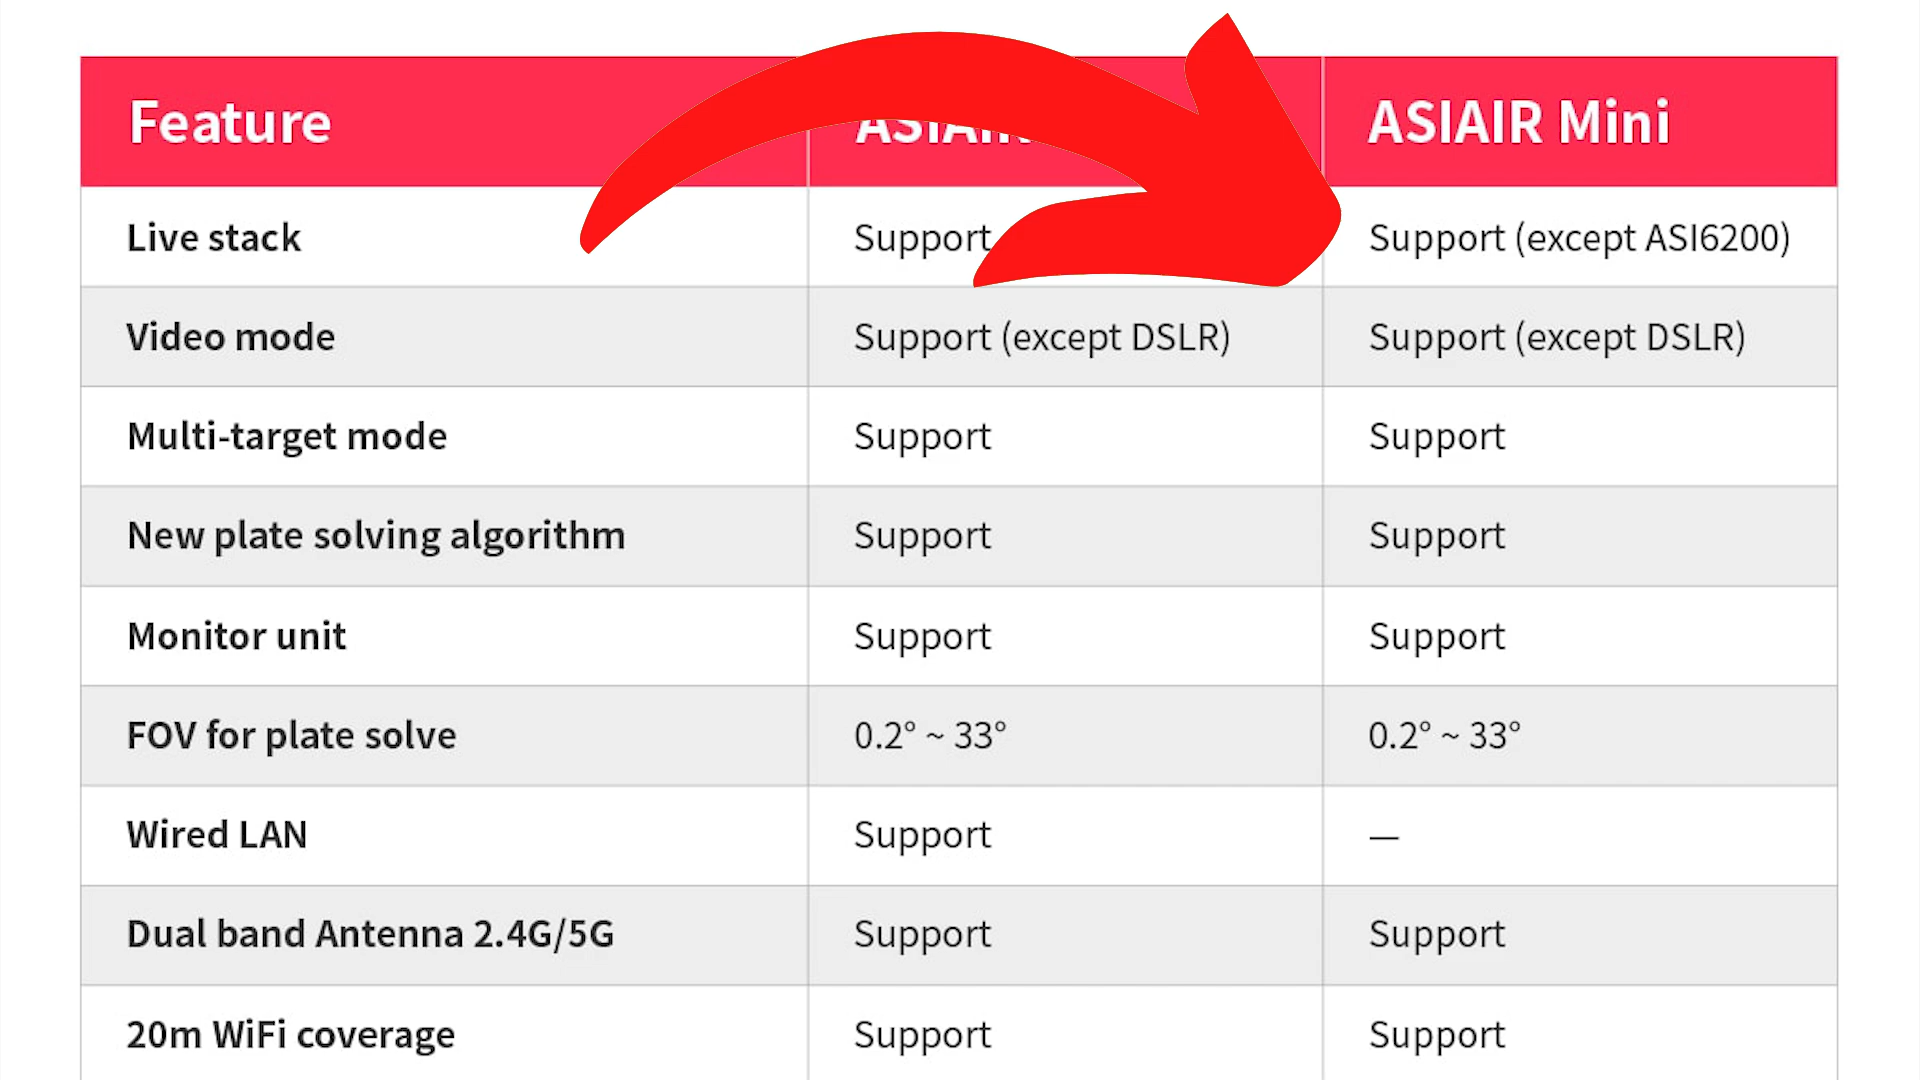 Feature ASIAIR Mini
Live stack Support Support (except ASI6200)
Video mode Support (except DSLR) Support (except DSLR)
Multi-target mode Support Support
New plate solving algorithm Support Support
Monitor unit Support Support
FOV for plate solve 0.2° ~ 33° 0.2° ~ 33°
Wired LAN Support —
Dual band Antenna 2.4G/5G Support Support
20m WiFi coverage Support Support